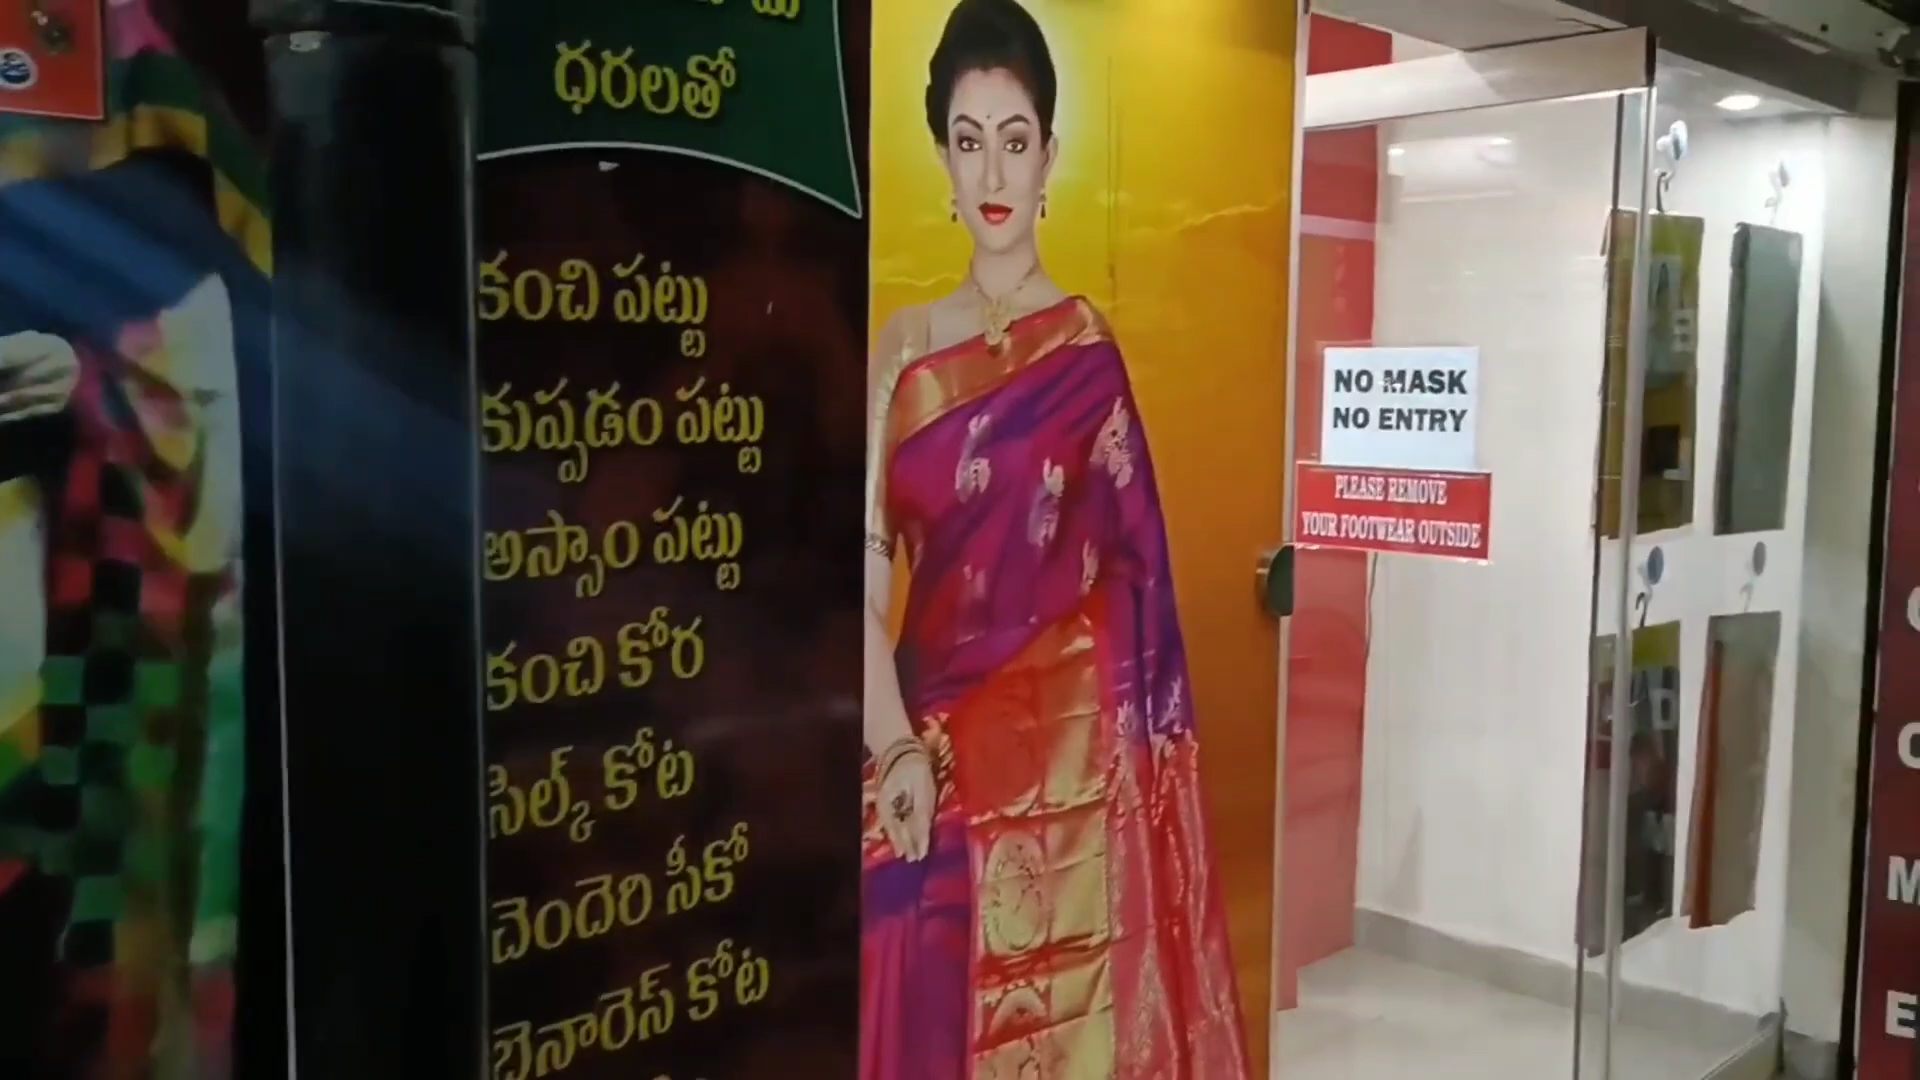 ధరలతో
కంచి పట్టు
కుప్పడం పట్టు
అస్సాం పట్టు
కంచి కోర
సిల్క్ కోట
చెందెరి సీకో
బెనారెస్ కోట
NO MASK
NO ENTRY
PLEASE REMOVE
YOUR FOOTWEAR OUTSIDE